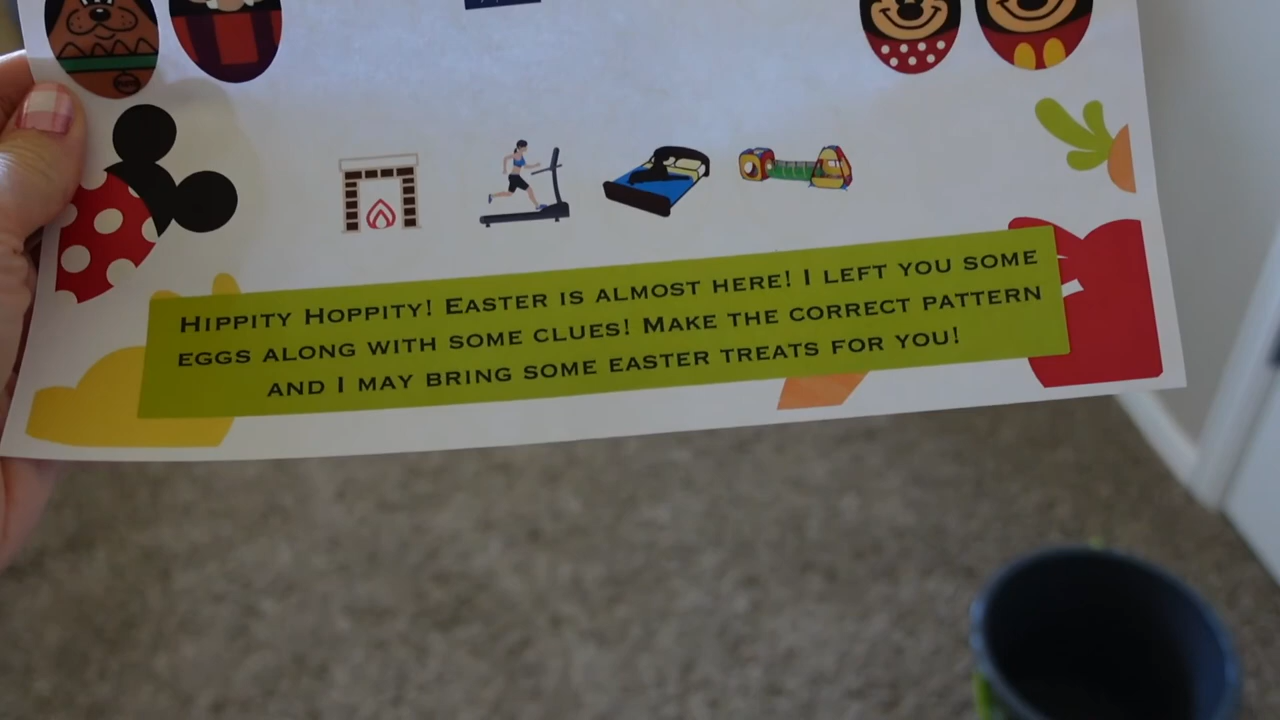 Hippity Hoppity! Easter is almost here! I left you some
eggs along with some clues! Make the correct pattern
and I may bring some easter treats for you!